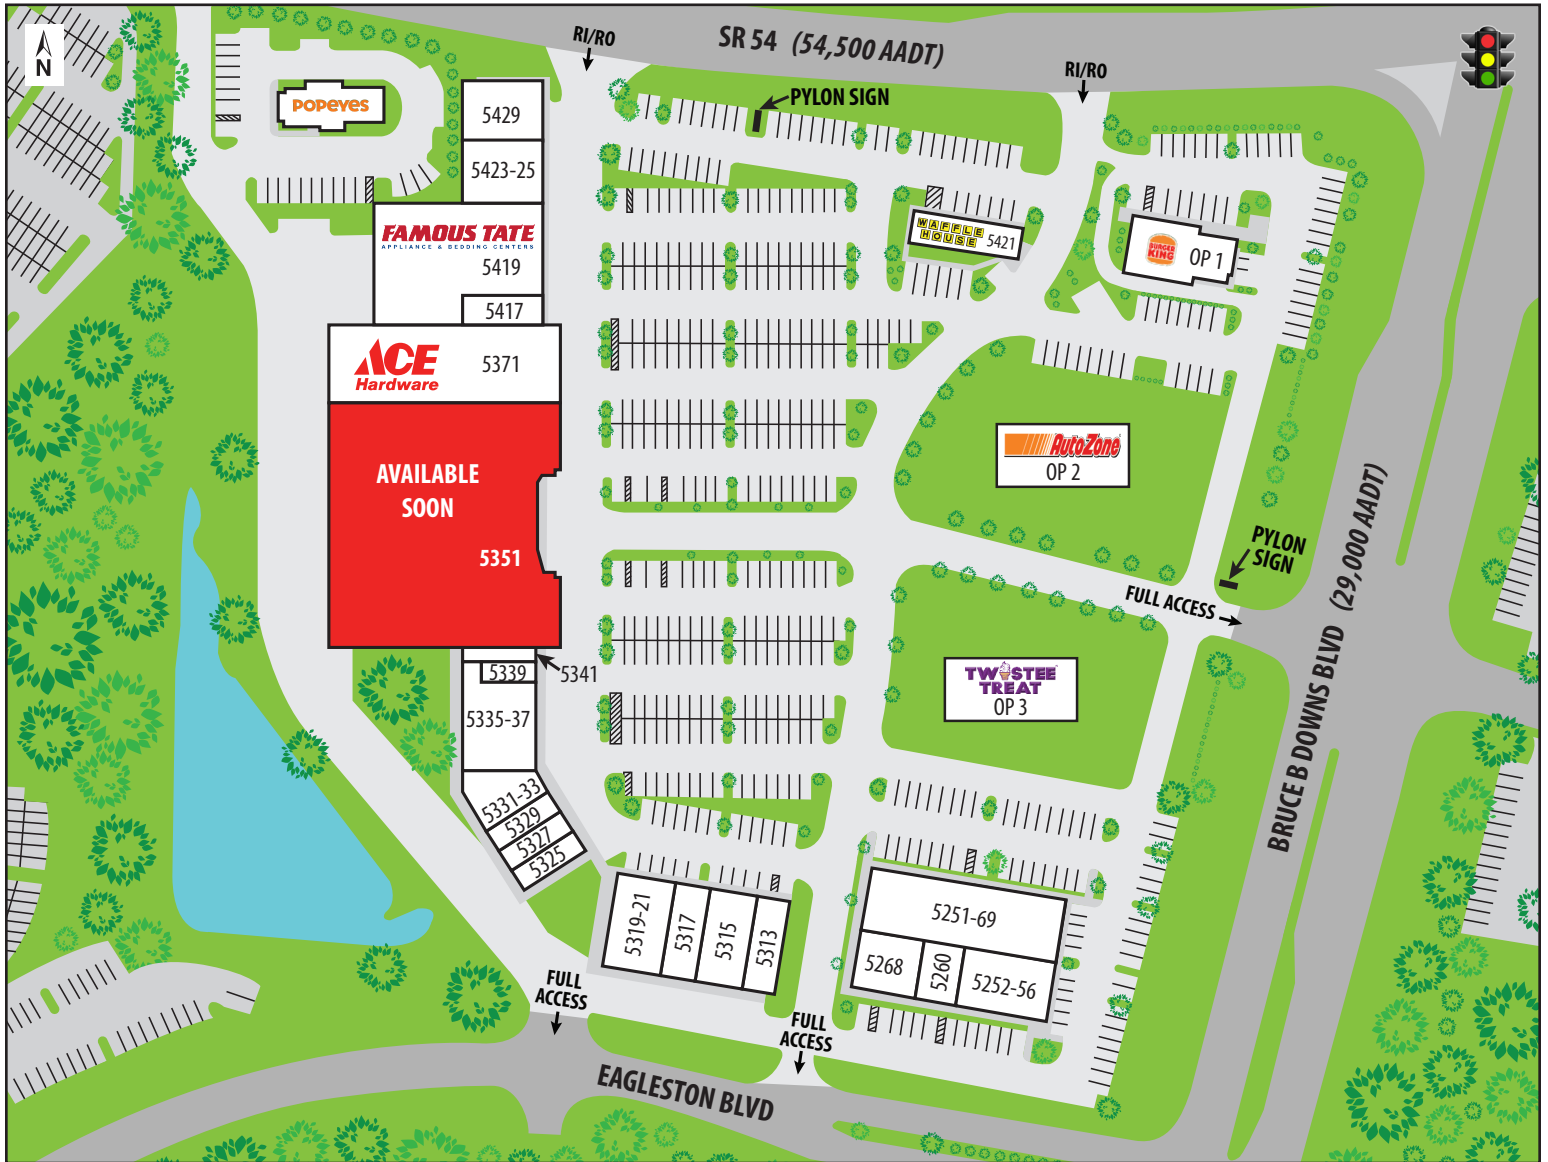 N
POPEYES
RI/RO
SR 54 (54,500 AADT)
RI/RO
PYLON SIGN
5429
5423-25
FAMOUS TATE
APPLIANCE & BEDDING CENTERS
5419
5417
WAFFLE
HOUSE
5421
BURGER
KING
OP 1
ACE
Hardware
5371
AVAILABLE
SOON
5351
AutoZone
OP 2
PYLON
SIGN
FULL ACCESS
BRUCE B DOWNS BLVD (29,000 AADT)
5341
5339
5335-37
TWISTEE
TREAT
OP 3
5331-33
5329
5327
5325
5319-21
5317
5315
5313
5251-69
5268
5260
5252-56
FULL
ACCESS
FULL
ACCESS
EAGLESTON BLVD